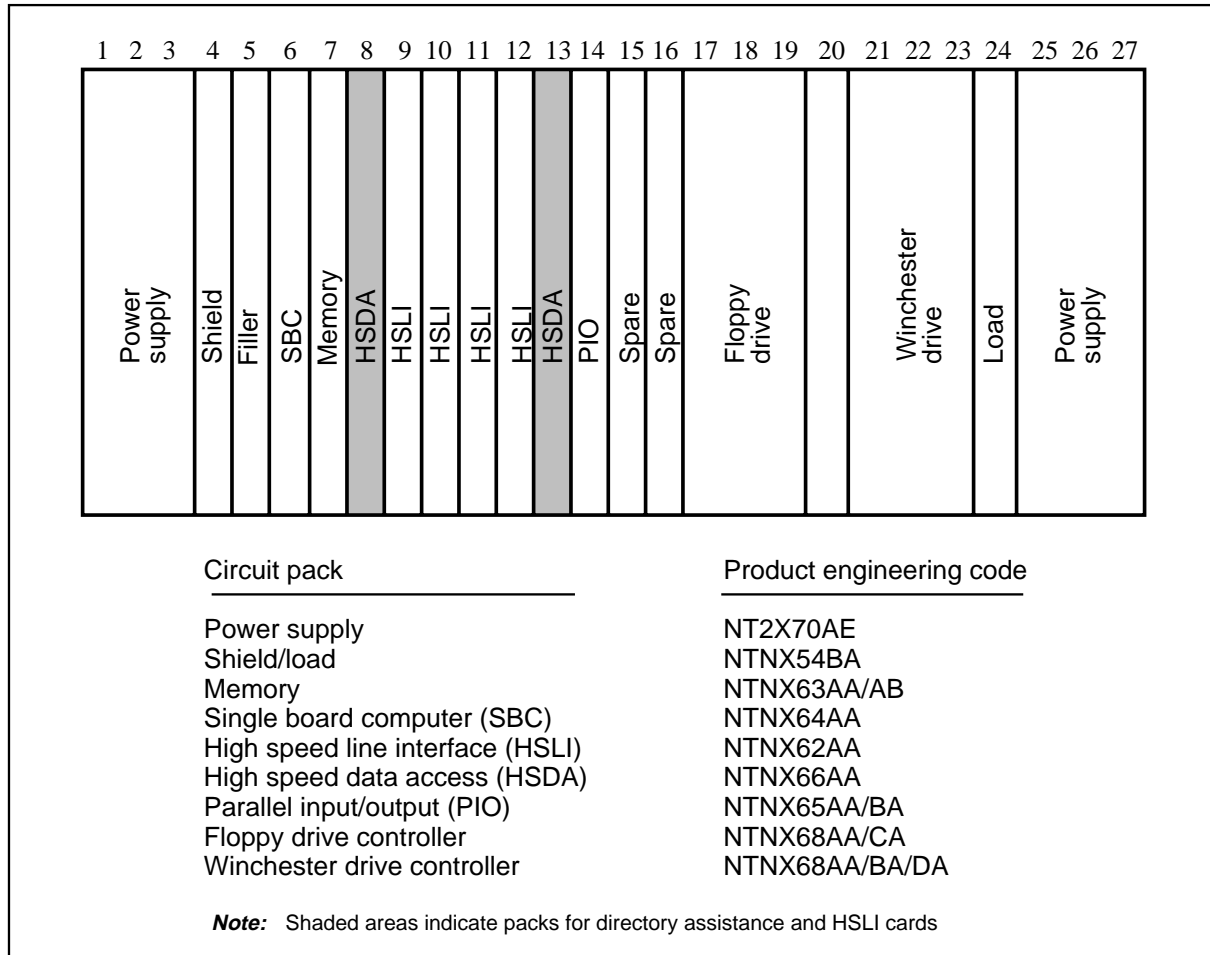 1 2 3 4 5 6 7 8 9 10 11 12 13 14 15 16 17 18 19 20 21 22 23 24 25 26 27
Power
supply
Shield
Filler
SBC
Memory
HSDA
HSLI
HSLI
HSLI
HSLI
HSDA
PIO
Spare
Spare
Floppy
drive
Winchester
drive
Load
Power
supply
Circuit pack Product engineering code
Power supply NT2X70AE
Shield/load NTNX54BA
Memory NTNX63AA/AB
Single board computer (SBC) NTNX64AA
High speed line interface (HSLI) NTNX62AA
High speed data access (HSDA) NTNX66AA
Parallel input/output (PIO) NTNX65AA/BA
Floppy drive controller NTNX68AA/CA
Winchester drive controller NTNX68AA/BA/DA
Note: Shaded areas indicate packs for directory assistance and HSLI cards